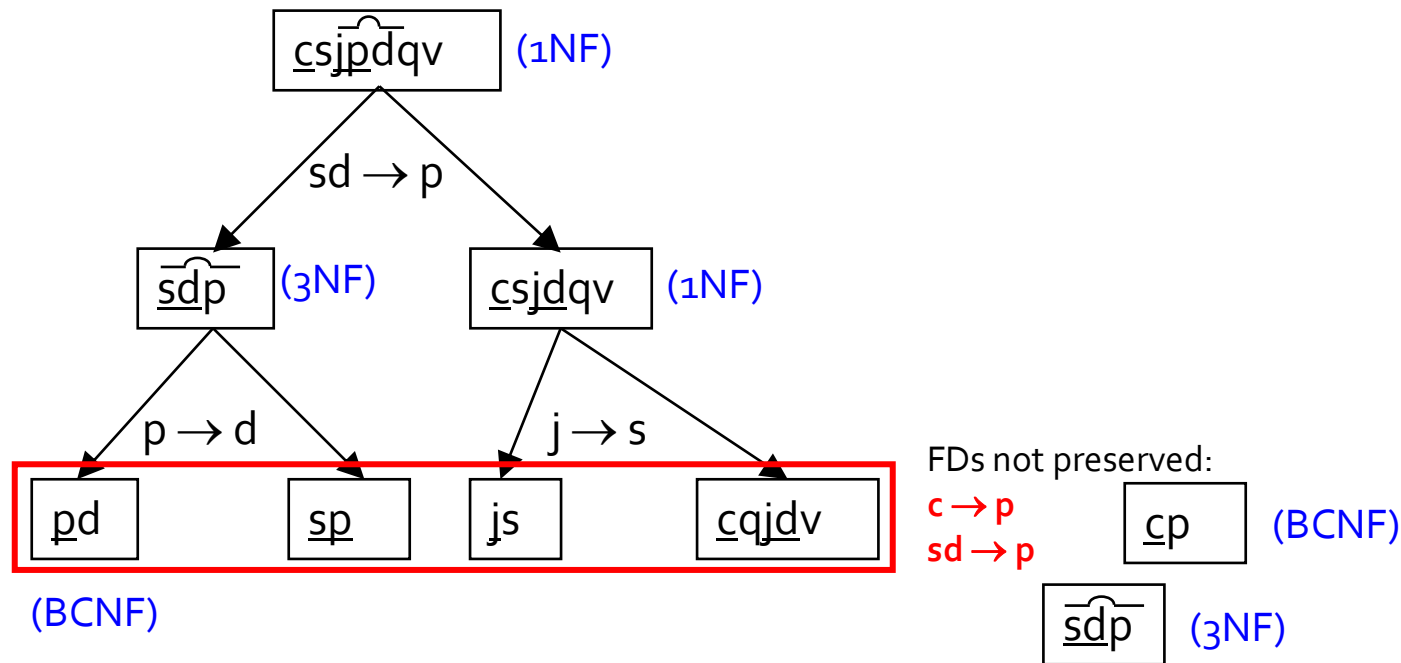 csjpdqv (1NF)
sd → p
sdp (3NF)
csjdqv (1NF)
p → d
j → s
FDs not preserved:
pd
sp
js
cqjdv
c → p
sd → p
cp (BCNF)
(BCNF)
sdp (3NF)